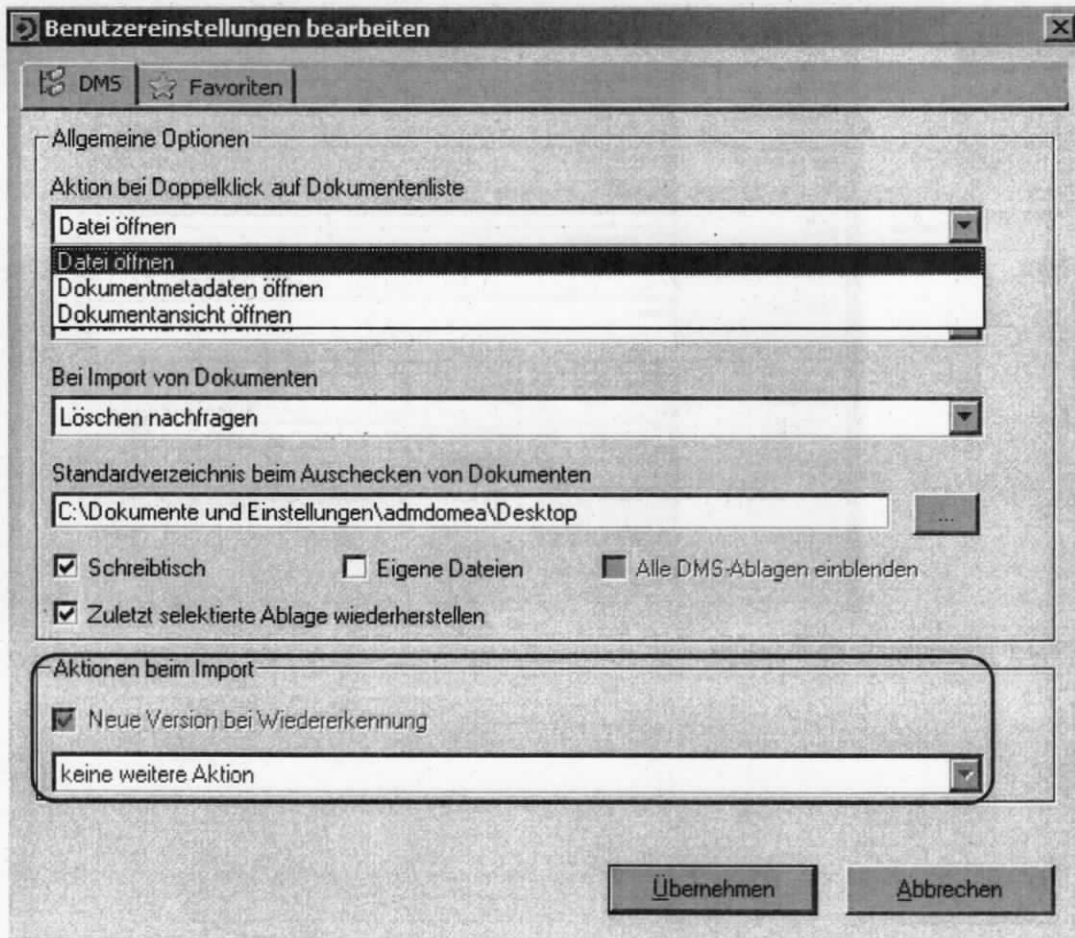 Benutzereinstellungen bearbeiten
DMS
Favoriten
Allgemeine Optionen
Aktion bei Doppelklick auf Dokumentenliste
Datei öffnen
Datei öffnen
Dokumentmetadaten öffnen
Dokumentansicht öffnen
Bei Import von Dokumenten
Löschen nachfragen
Standardverzeichnis beim Auschecken von Dokumenten
C:\Dokumente und Einstellungen\admdomea\Desktop
...
Schreibtisch
Eigene Dateien
Alle DMS-Ablagen einblenden
Zuletzt selektierte Ablage wiederherstellen
Aktionen beim Import
Neue Version bei Wiedererkennung
keine weitere Aktion
Übernehmen
Abbrechen